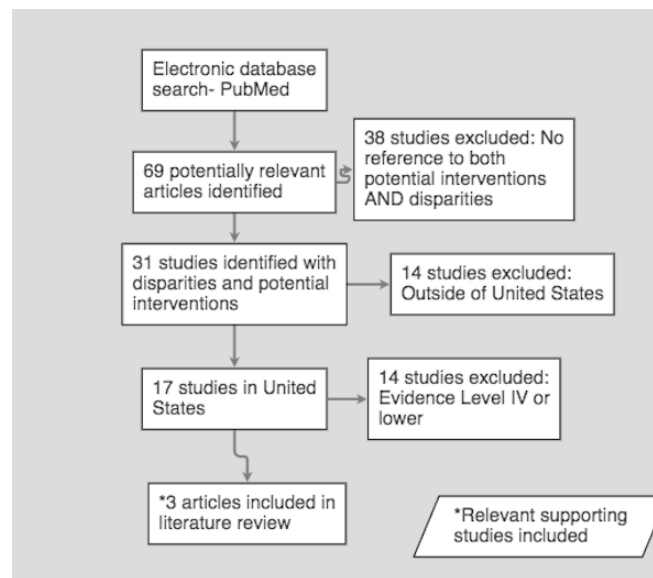 Electronic database
search- PubMed
38 studies excluded: No
reference to both
potential interventions
AND disparities
69 potentially relevant
articles identified
31 studies identified with
disparities and potential
interventions
14 studies excluded:
Outside of United States
17 studies in United
States
14 studies excluded:
Evidence Level IV or
lower
*3 articles included in
literature review
*Relevant supporting
studies included